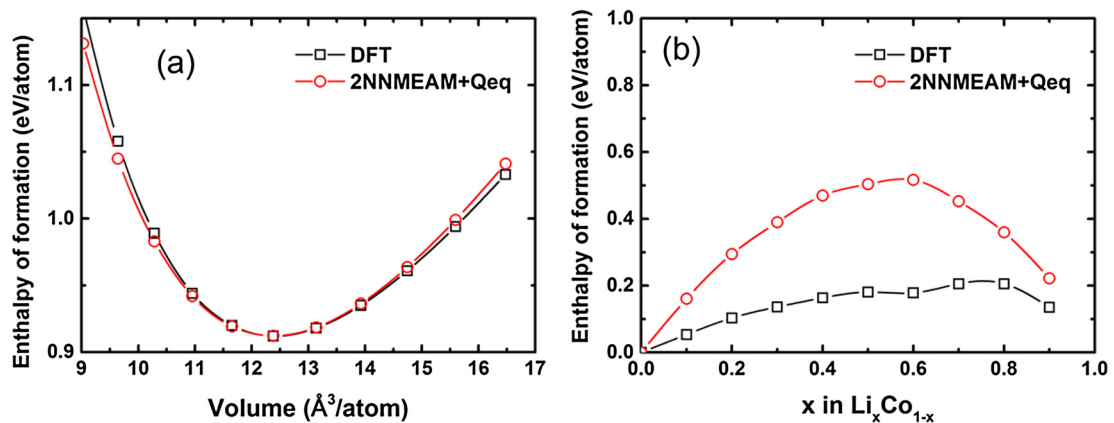 (a)
DFT
2NNMEAM+Qeq
Enthalpy of formation (eV/atom)
1.1
1.0
0.9
9 10 11 12 13 14 15 16 17
Volume (Å³/atom)
(b)
DFT
2NNMEAM+Qeq
Enthalpy of formation (eV/atom)
1.0
0.8
0.6
0.4
0.2
0.0
0.0 0.2 0.4 0.6 0.8 1.0
x in LiₓCo₁₋ₓ